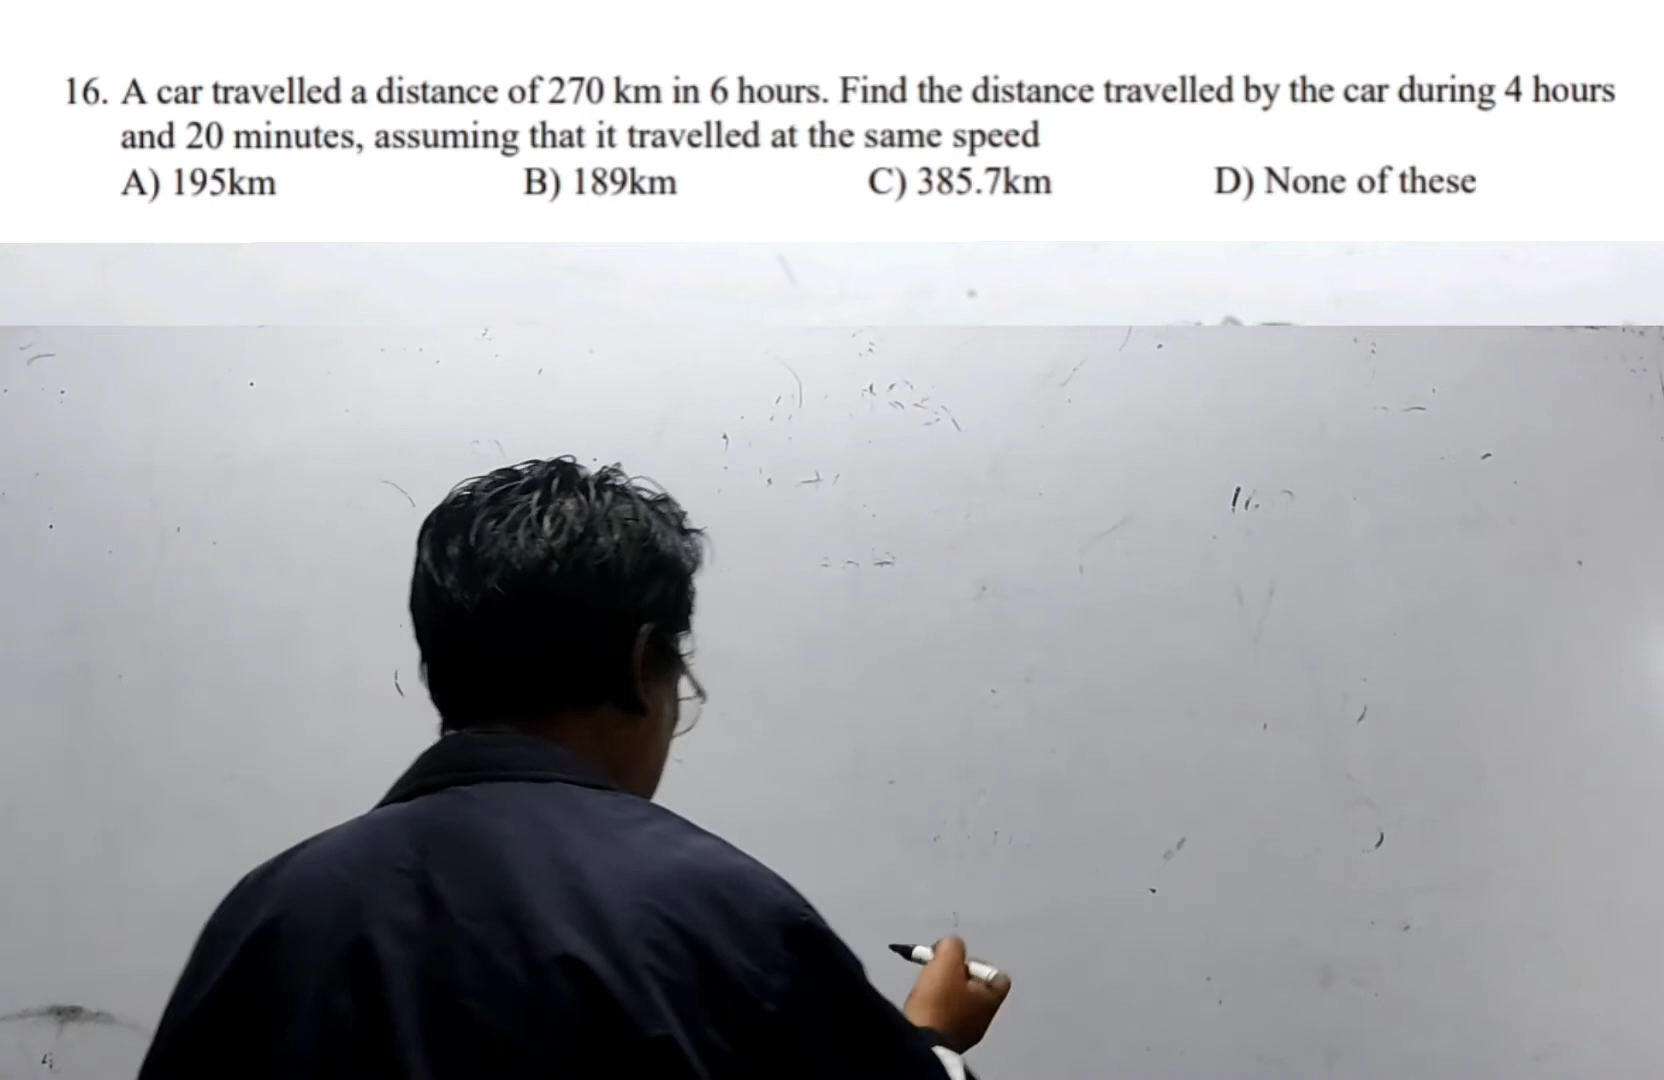 16. A car travelled a distance of 270 km in 6 hours. Find the distance travelled by the car during 4 hours
and 20 minutes, assuming that it travelled at the same speed
A) 195km B) 189km C) 385.7km D) None of these